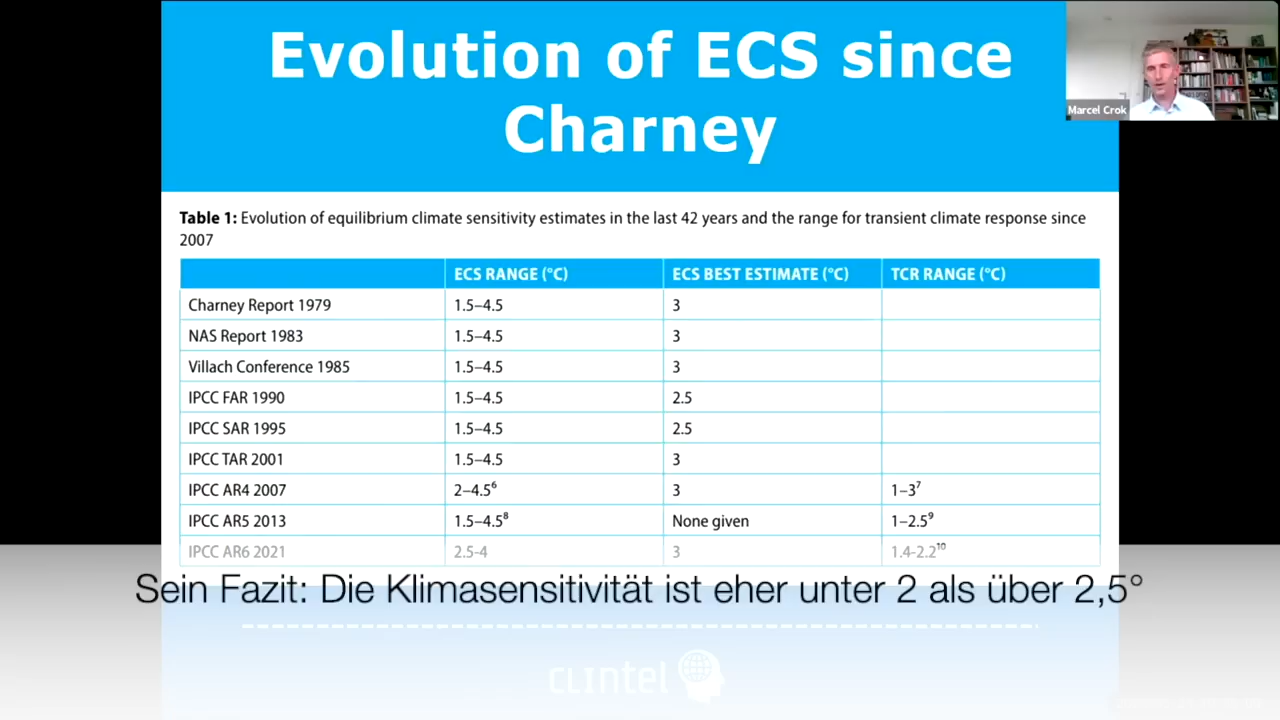 Evolution of ECS since
Charney
Marcel Crok
Table 1: Evolution of equilibrium climate sensitivity estimates in the last 42 years and the range for transient climate response since
2007
ECS RANGE (°C) ECS BEST ESTIMATE (°C) TCR RANGE (°C)
Charney Report 1979 1.5–4.5 3
NAS Report 1983 1.5–4.5 3
Villach Conference 1985 1.5–4.5 3
IPCC FAR 1990 1.5–4.5 2.5
IPCC SAR 1995 1.5–4.5 2.5
IPCC TAR 2001 1.5–4.5 3
IPCC AR4 2007 2–4.5⁶ 3 1–3⁷
IPCC AR5 2013 1.5–4.5⁸ None given 1–2.5⁹
IPCC AR6 2021 2.5-4 3 1.4-2.2¹⁰
Sein Fazit: Die Klimasensitivität ist eher unter 2 als über 2,5°
CLINTEL